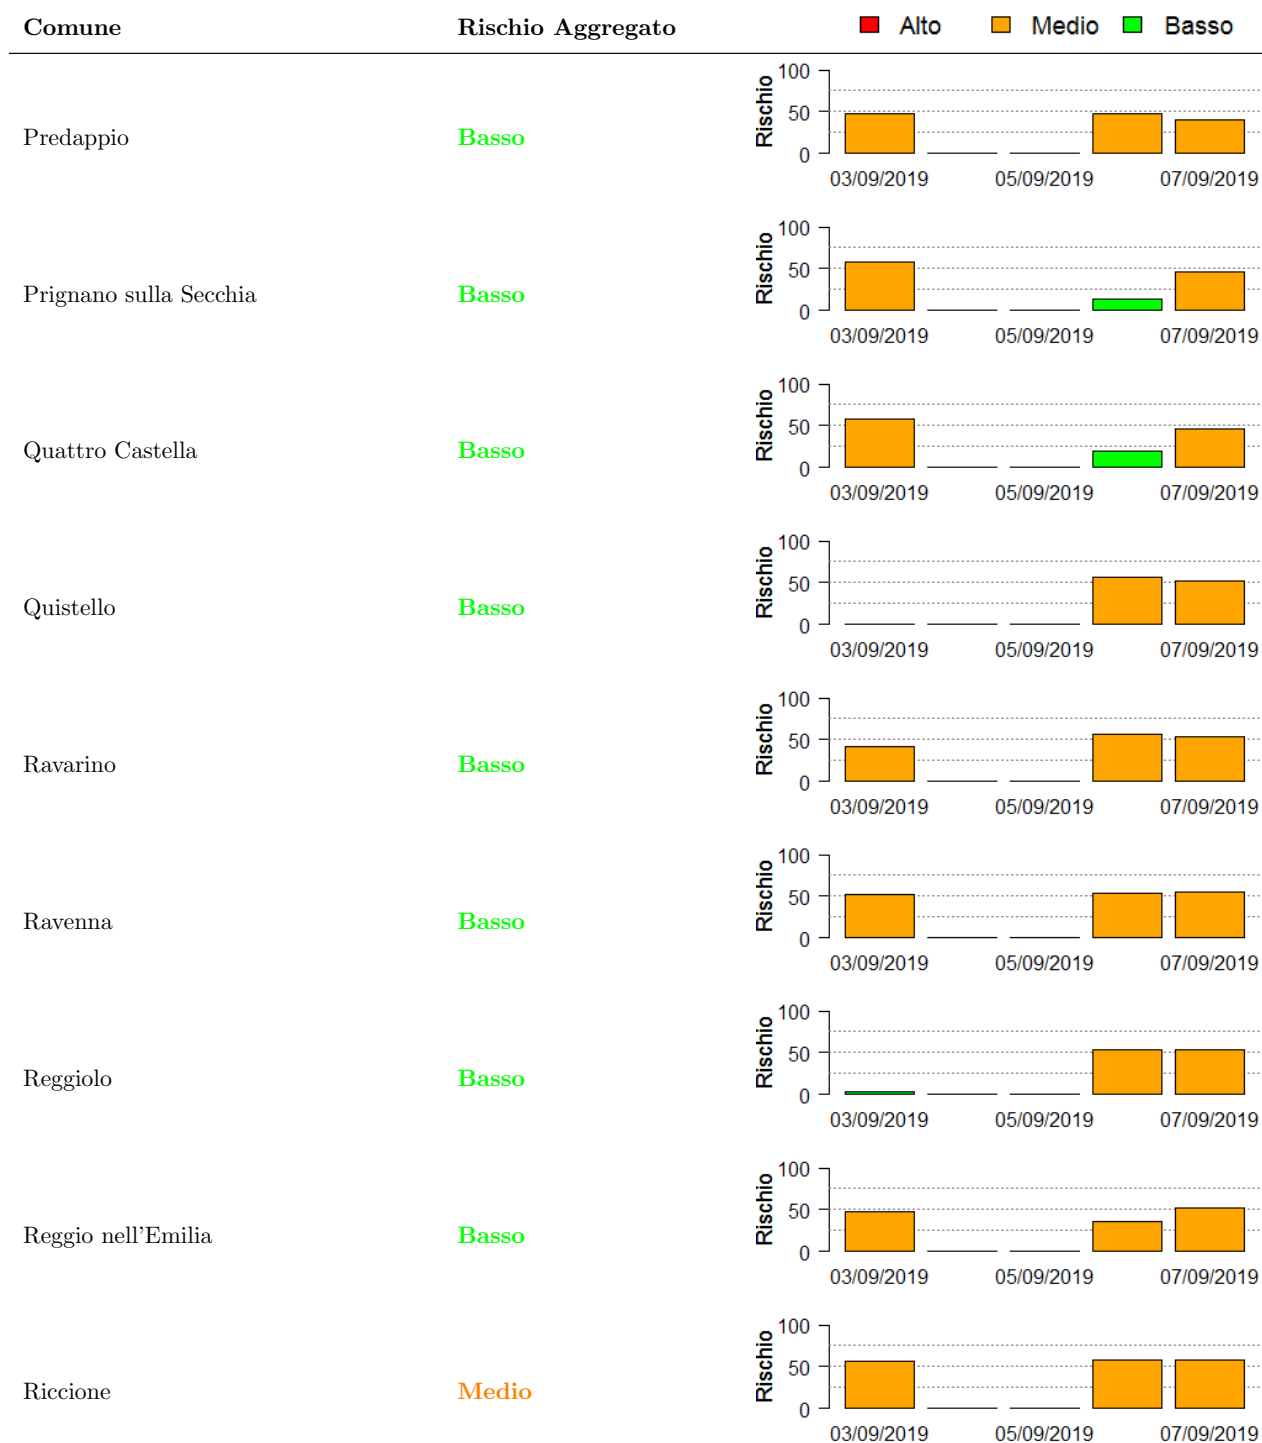 Comune Rischio Aggregato Alto Medio Basso
Predappio Basso Rischio 100 50 0
03/09/2019 05/09/2019 07/09/2019
Prignano sulla Secchia Basso Rischio 100 50 0
03/09/2019 05/09/2019 07/09/2019
Quattro Castella Basso Rischio 100 50 0
03/09/2019 05/09/2019 07/09/2019
Quistello Basso Rischio 100 50 0
03/09/2019 05/09/2019 07/09/2019
Ravarino Basso Rischio 100 50 0
03/09/2019 05/09/2019 07/09/2019
Ravenna Basso Rischio 100 50 0
03/09/2019 05/09/2019 07/09/2019
Reggiolo Basso Rischio 100 50 0
03/09/2019 05/09/2019 07/09/2019
Reggio nell'Emilia Basso Rischio 100 50 0
03/09/2019 05/09/2019 07/09/2019
Riccione Medio Rischio 100 50 0
03/09/2019 05/09/2019 07/09/2019